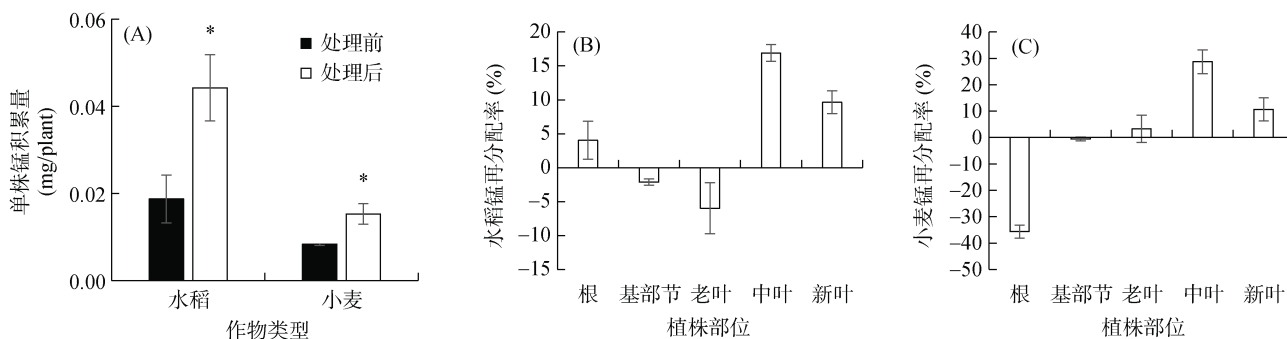 (A)
0.06
0.04
0.02
0.00
单株锰积累量
(mg/plant)
*
*
处理前
处理后
水稻 小麦
作物类型
(B)
20
15
10
5
0
−5
−10
−15
水稻锰再分配率 (%)
根 基部节 老叶 中叶 新叶
植株部位
(C)
40
30
20
10
0
−10
−20
−30
−40
−50
小麦锰再分配率 (%)
根 基部节 老叶 中叶 新叶
植株部位